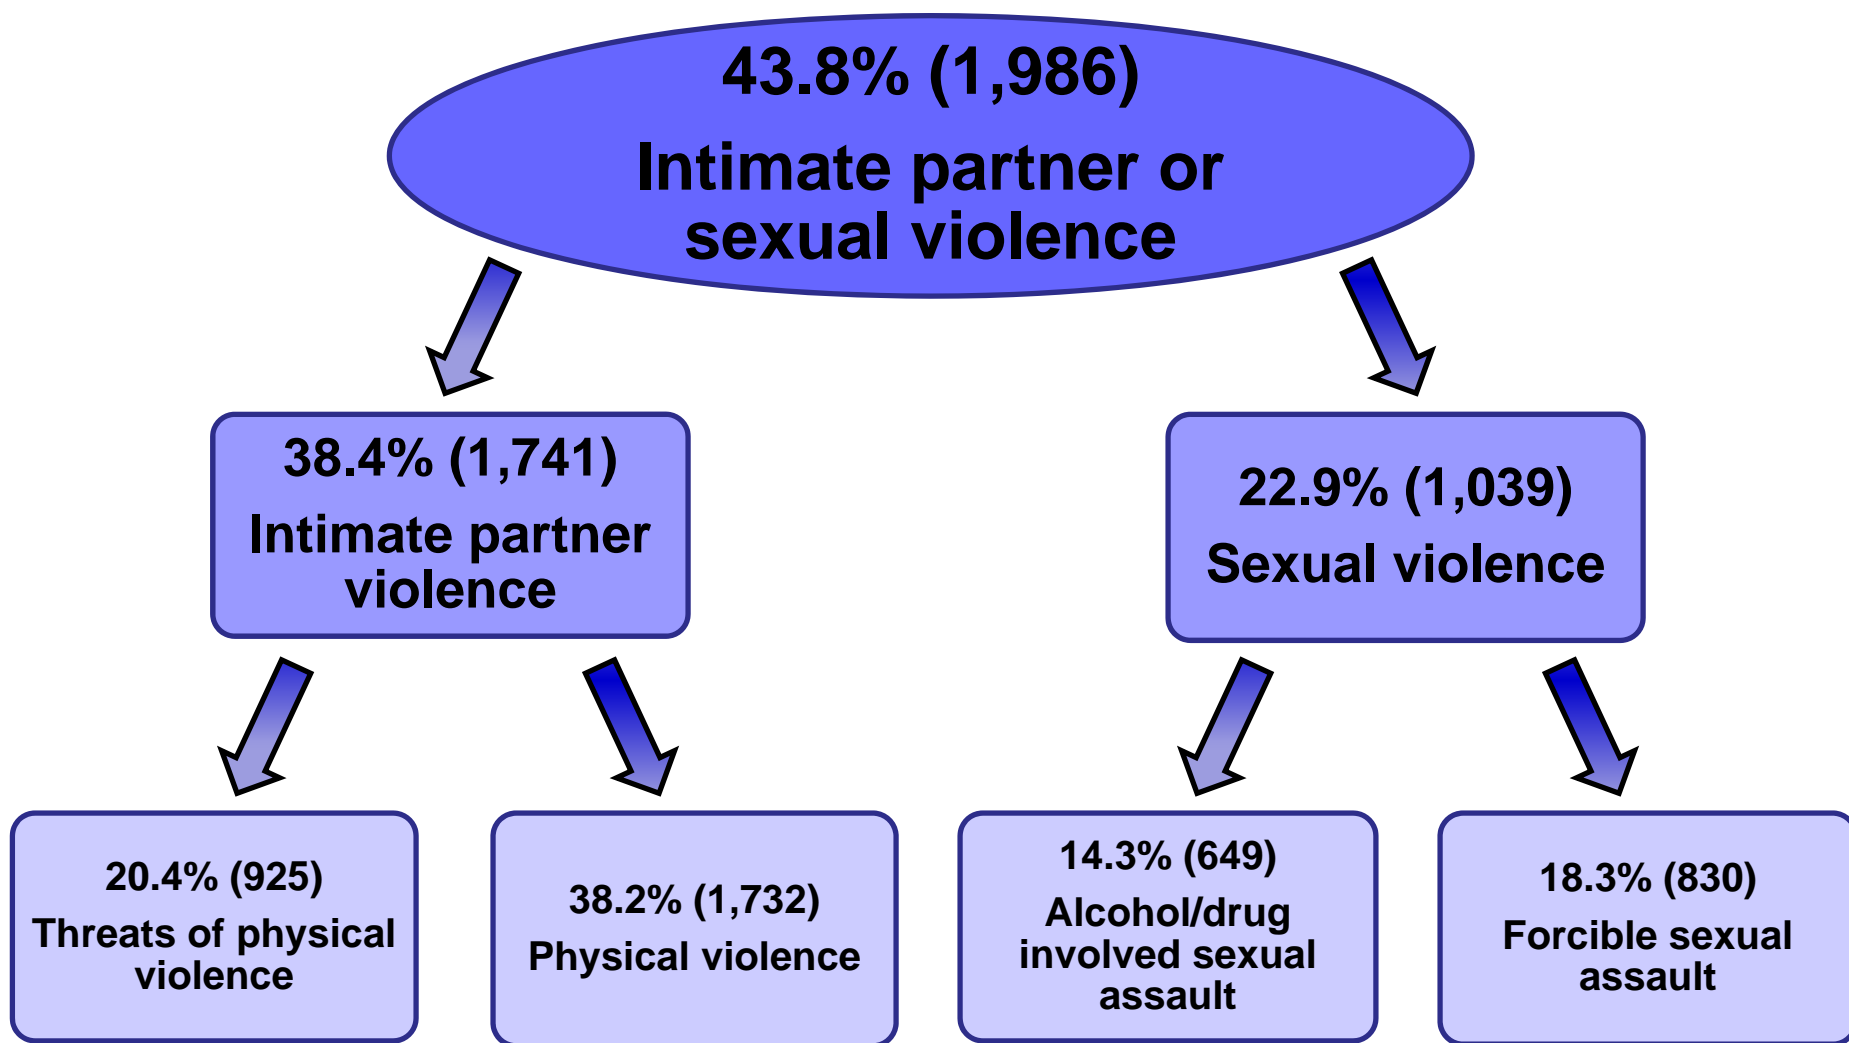 43.8% (1,986)
Intimate partner or
sexual violence
38.4% (1,741)
Intimate partner
violence
22.9% (1,039)
Sexual violence
20.4% (925)
Threats of physical
violence
38.2% (1,732)
Physical violence
14.3% (649)
Alcohol/drug
involved sexual
assault
18.3% (830)
Forcible sexual
assault